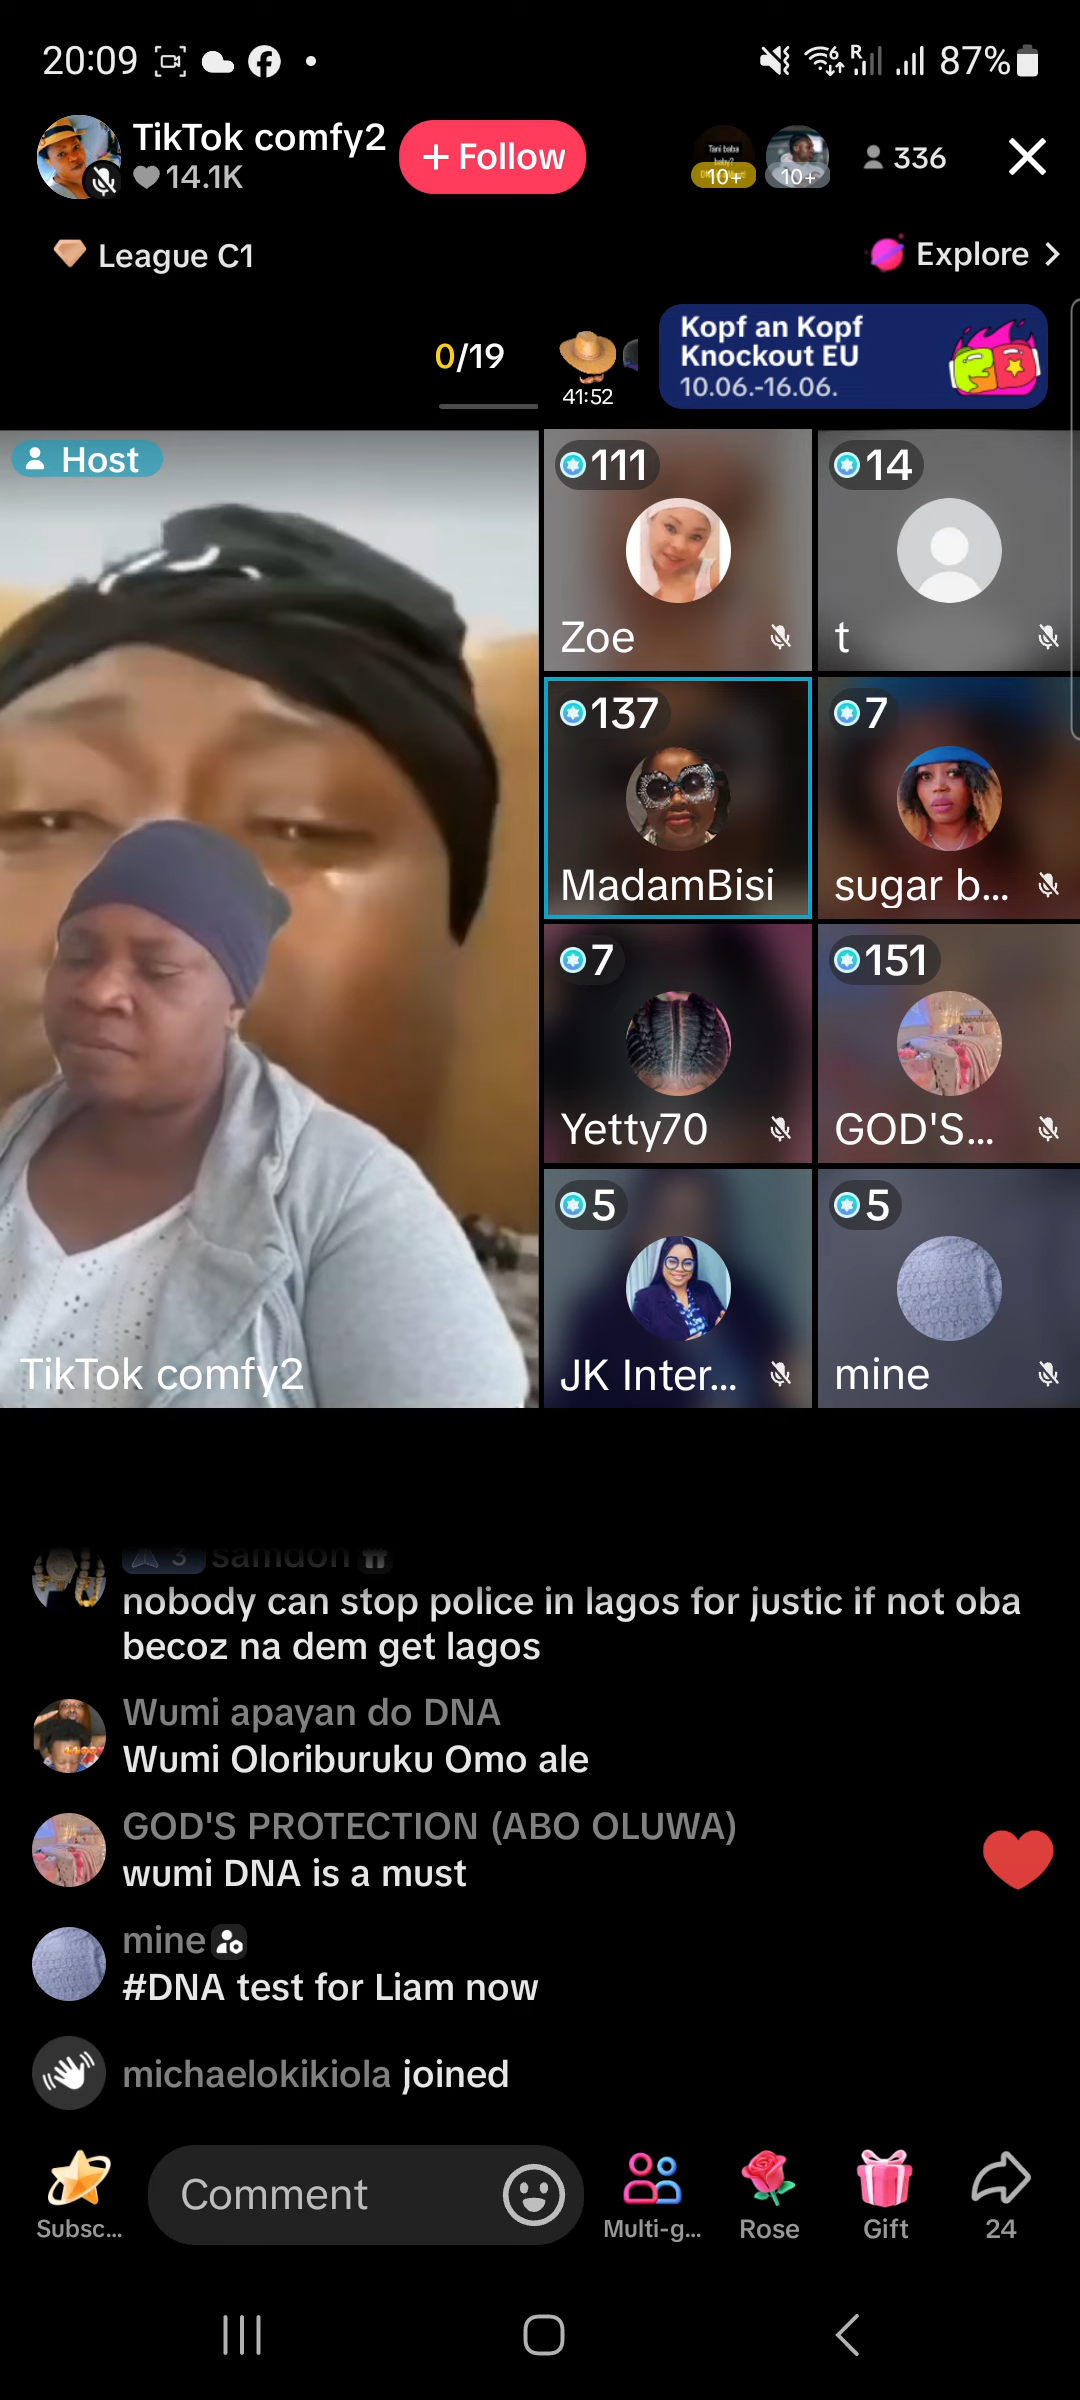 20:09
R
87%
TikTok comfy2
14.1K
+ Follow
10+
10+
336
League C1
Explore
0/19
41:52
Kopf an Kopf
Knockout EU
10.06.-16.06.
Host
TikTok comfy2
111
Zoe
14
t
137
MadamBisi
7
sugar b...
7
Yetty70
151
GOD'S...
5
JK Inter...
5
mine
3 samdon
nobody can stop police in lagos for justic if not oba
becoz na dem get lagos
Wumi apayan do DNA
Wumi Oloriburuku Omo ale
GOD'S PROTECTION (ABO OLUWA)
wumi DNA is a must
mine
#DNA test for Liam now
michaelokikiola joined
Subsc...
Comment
Multi-g...
Rose
Gift
24